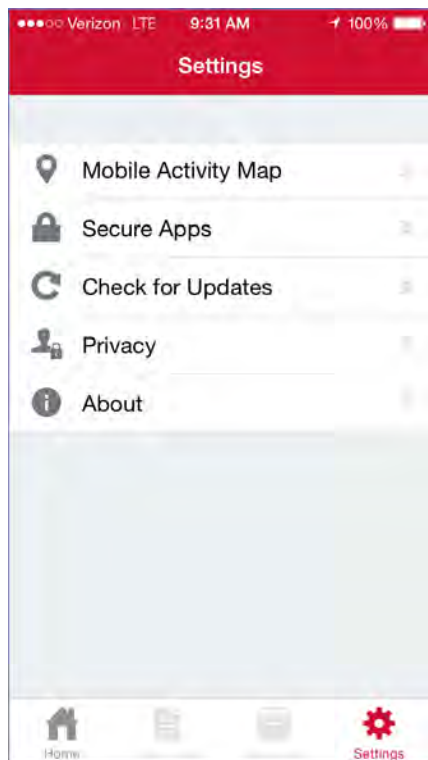 Verizon LTE 9:31 AM 100%
Settings
Mobile Activity Map
Secure Apps
Check for Updates
Privacy
About
Home Settings